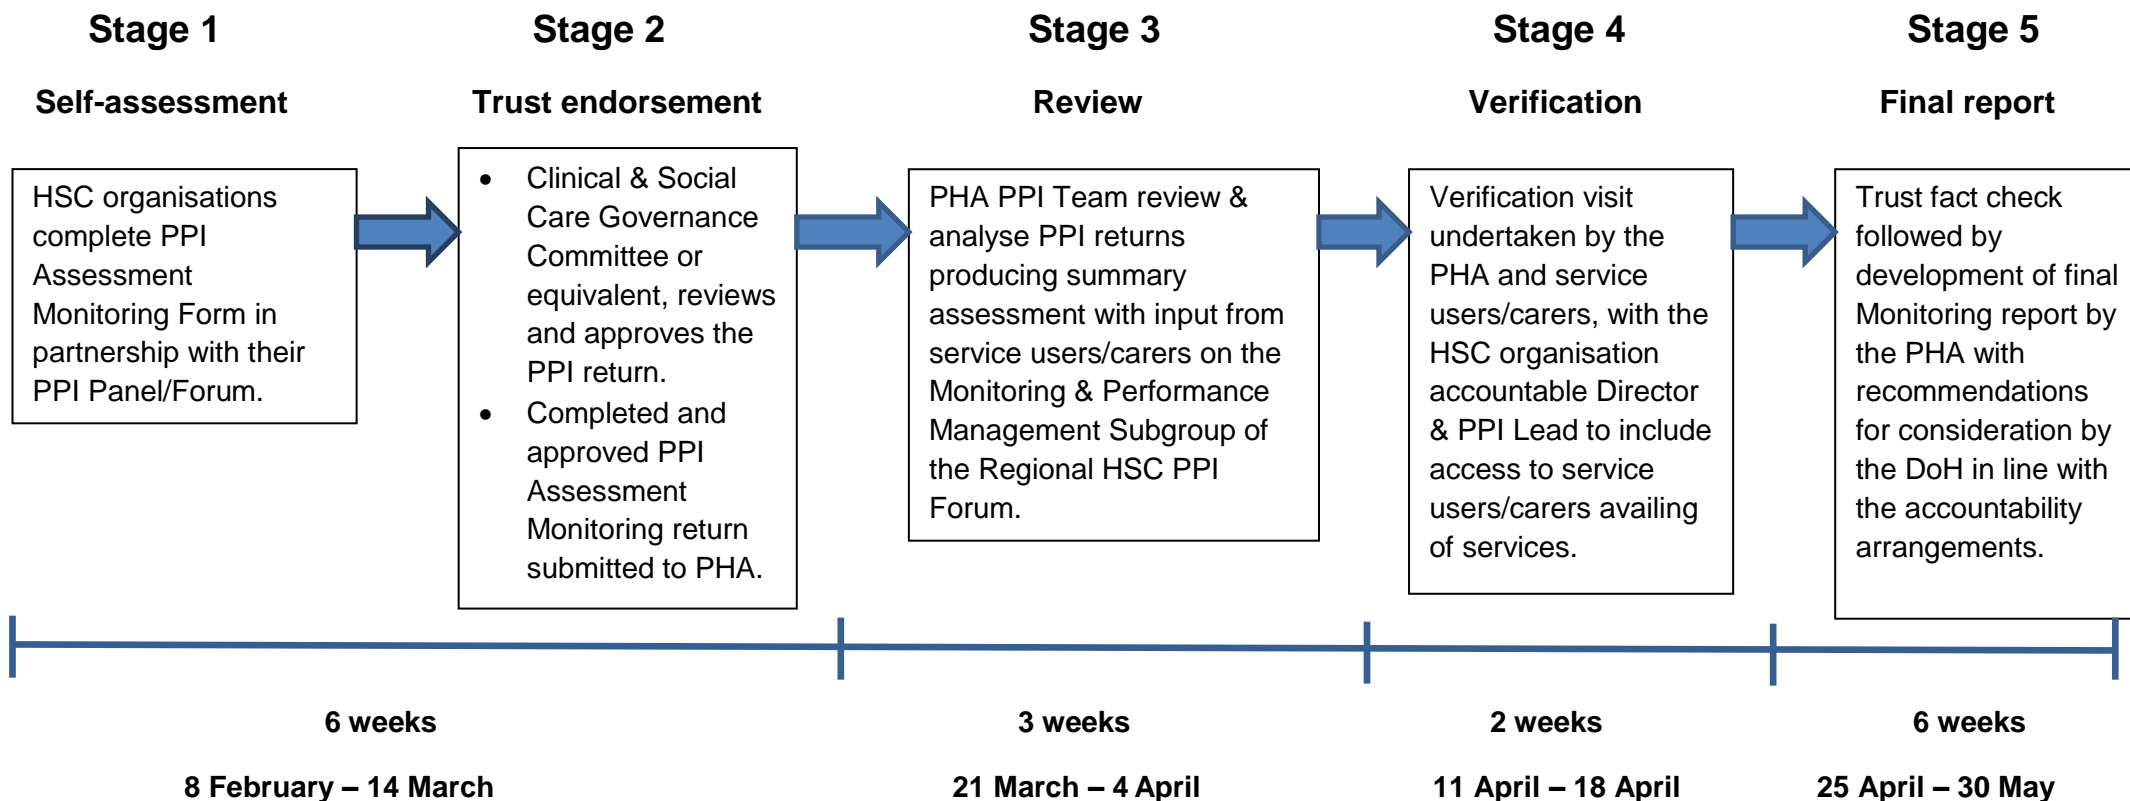 Stage 1
Self-assessment
HSC organisations
complete PPI
Assessment
Monitoring Form in
partnership with their
PPI Panel/Forum.
Stage 2
Trust endorsement
• Clinical & Social
Care Governance
Committee or
equivalent, reviews
and approves the
PPI return.
• Completed and
approved PPI
Assessment
Monitoring return
submitted to PHA.
Stage 3
Review
PHA PPI Team review &
analyse PPI returns
producing summary
assessment with input from
service users/carers on the
Monitoring & Performance
Management Subgroup of
the Regional HSC PPI
Forum.
Stage 4
Verification
Verification visit
undertaken by the
PHA and service
users/carers, with the
HSC organisation
accountable Director
& PPI Lead to include
access to service
users/carers availing
of services.
Stage 5
Final report
Trust fact check
followed by
development of final
Monitoring report by
the PHA with
recommendations
for consideration by
the DoH in line with
the accountability
arrangements.
6 weeks
8 February – 14 March
3 weeks
21 March – 4 April
2 weeks
11 April – 18 April
6 weeks
25 April – 30 May